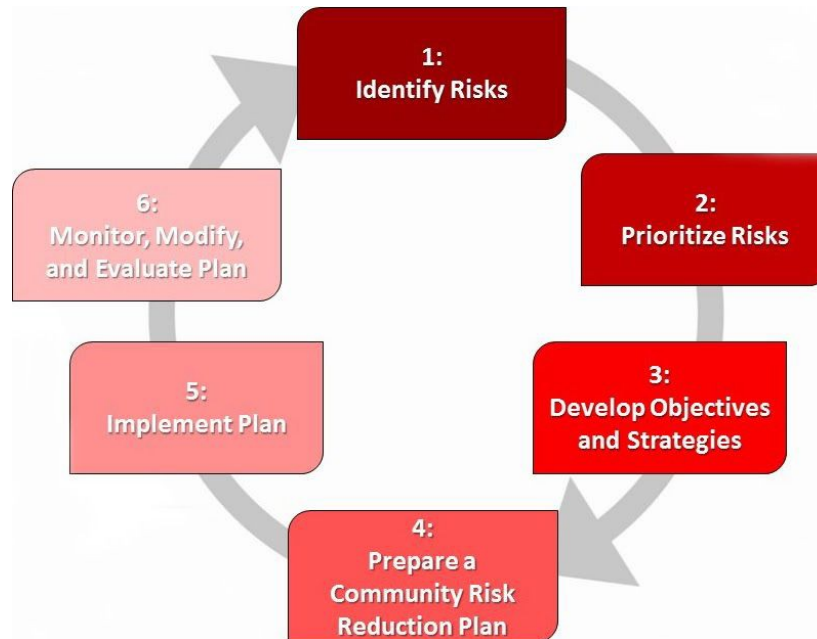 1:
Identify Risks
2:
Prioritize Risks
3:
Develop Objectives
and Strategies
4:
Prepare a
Community Risk
Reduction Plan
5:
Implement Plan
6:
Monitor, Modify,
and Evaluate Plan